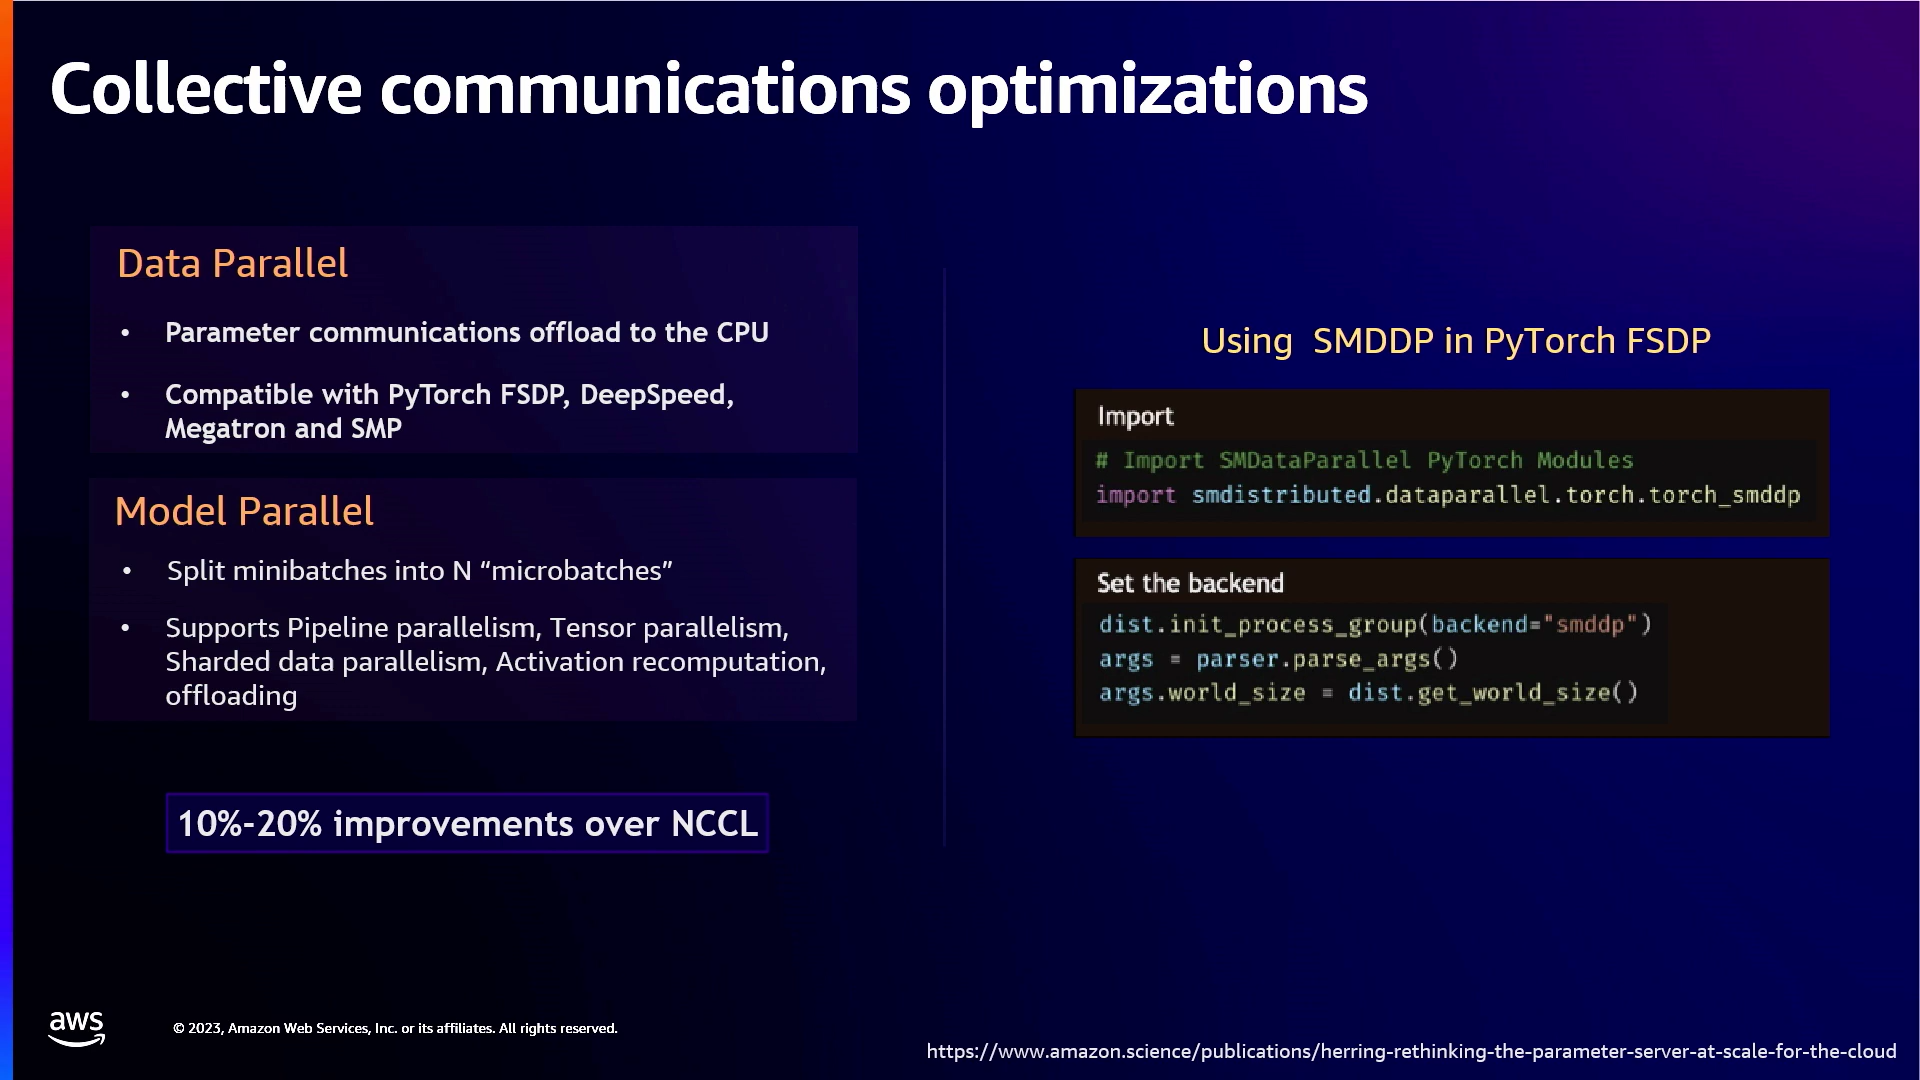 Collective communications optimizations
Data Parallel
• Parameter communications offload to the CPU
• Compatible with PyTorch FSDP, DeepSpeed,
Megatron and SMP
Model Parallel
• Split minibatches into N “microbatches”
• Supports Pipeline parallelism, Tensor parallelism,
Sharded data parallelism, Activation recomputation,
offloading
10%-20% improvements over NCCL
Using SMDDP in PyTorch FSDP
Import
# Import SMDataParallel PyTorch Modules
import smdistributed.dataparallel.torch.torch_smddp
Set the backend
dist.init_process_group(backend="smddp")
args = parser.parse_args()
args.world_size = dist.get_world_size()
aws
© 2023, Amazon Web Services, Inc. or its affiliates. All rights reserved.
https://www.amazon.science/publications/herring-rethinking-the-parameter-server-at-scale-for-the-cloud